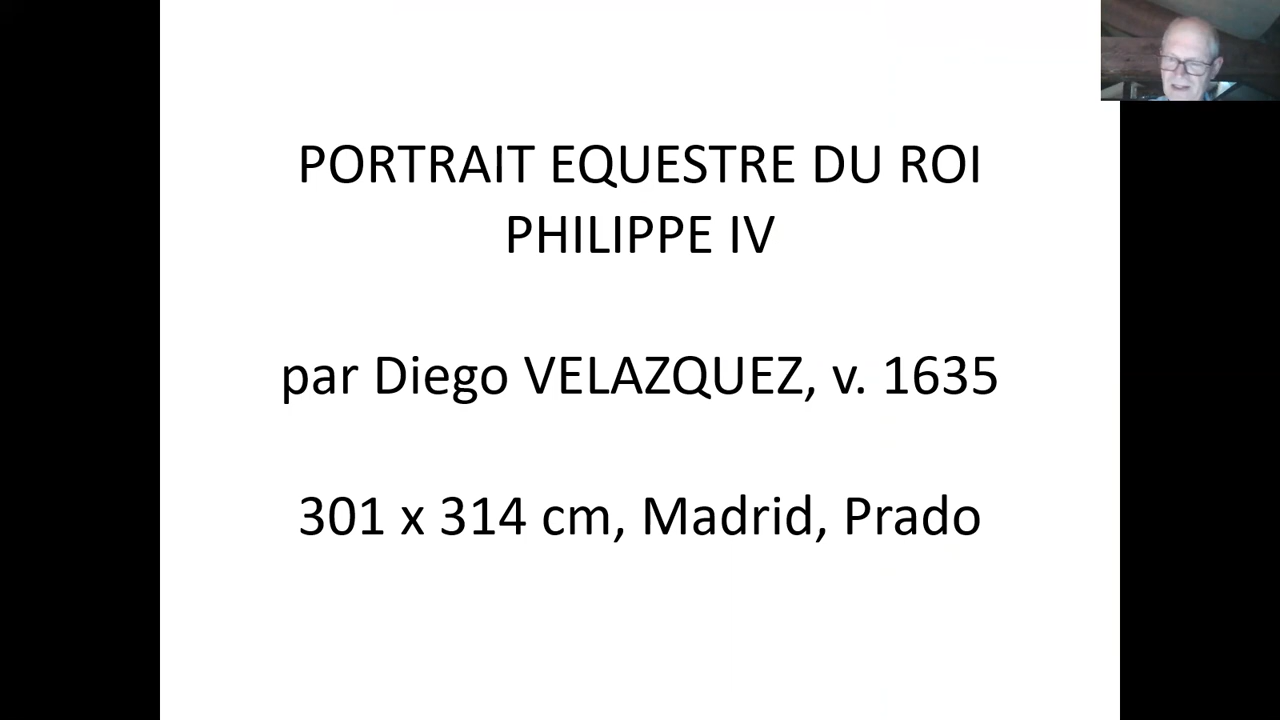 PORTRAIT EQUESTRE DU ROI
PHILIPPE IV
par Diego VELAZQUEZ, v. 1635
301 x 314 cm, Madrid, Prado